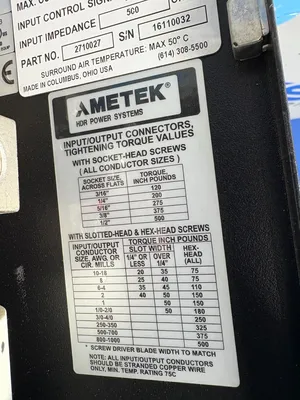 MAX.
INPUT CONTROL SIGNA
INPUT IMPEDANCE 5C0
PART NO. 2710027 S/N 16110032
SURROUND AIR TEMPERATURE: MAX 50° C
MADE IN COLUMBUS, OHIO USA (614) 308-5500
AMETEK®
HDR POWER SYSTEMS
INPUT/OUTPUT CONNECTORS,
TIGHTENING TORQUE VALUES
WITH SOCKET-HEAD SCREWS
( ALL CONDUCTOR SIZES )
SOCKET SIZE, TORQUE,
ACROSS FLATS INCH POUNDS
3/16" 120
1/4" 200
5/16" 275
3/8" 375
1/2" 500
WITH SLOTTED-HEAD & HEX-HEAD SCREWS
INPUT/OUTPUT TORQUE INCH POUNDS
CONDUCTOR SLOT WIDTH HEX-
SIZE, AWG. OR 1/4" OR OVER HEAD
CIR. MILLS LESS 1/4" (ALL)
10-18 20 35 75
8 25 40 75
6-4 35 45 110
2 40 50 150
1 50 150
1/0-2/0 50 180
3/0-4/0 250
250-350 325
500-700 375
800-1000 500
* SCREW DRIVER BLADE WIDTH TO MATCH
NOTE: ALL INPUT/OUTPUT CONDUCTORS
SHOULD BE STRANDED COPPER WIRE
ONLY, MIN. TEMP. RATING 75C